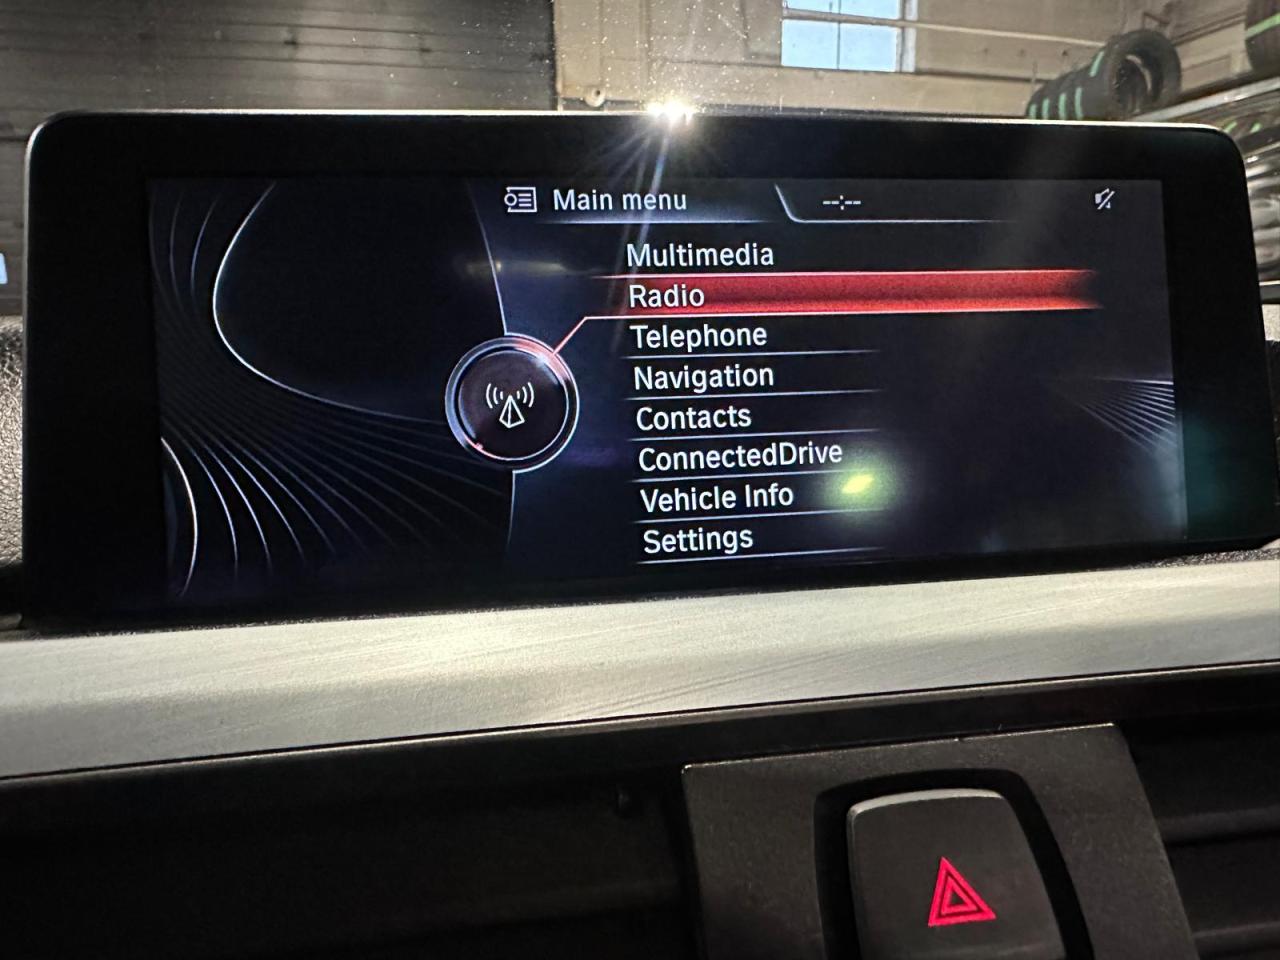 Main menu
--:--
Multimedia
Radio
Telephone
Navigation
Contacts
ConnectedDrive
Vehicle Info
Settings